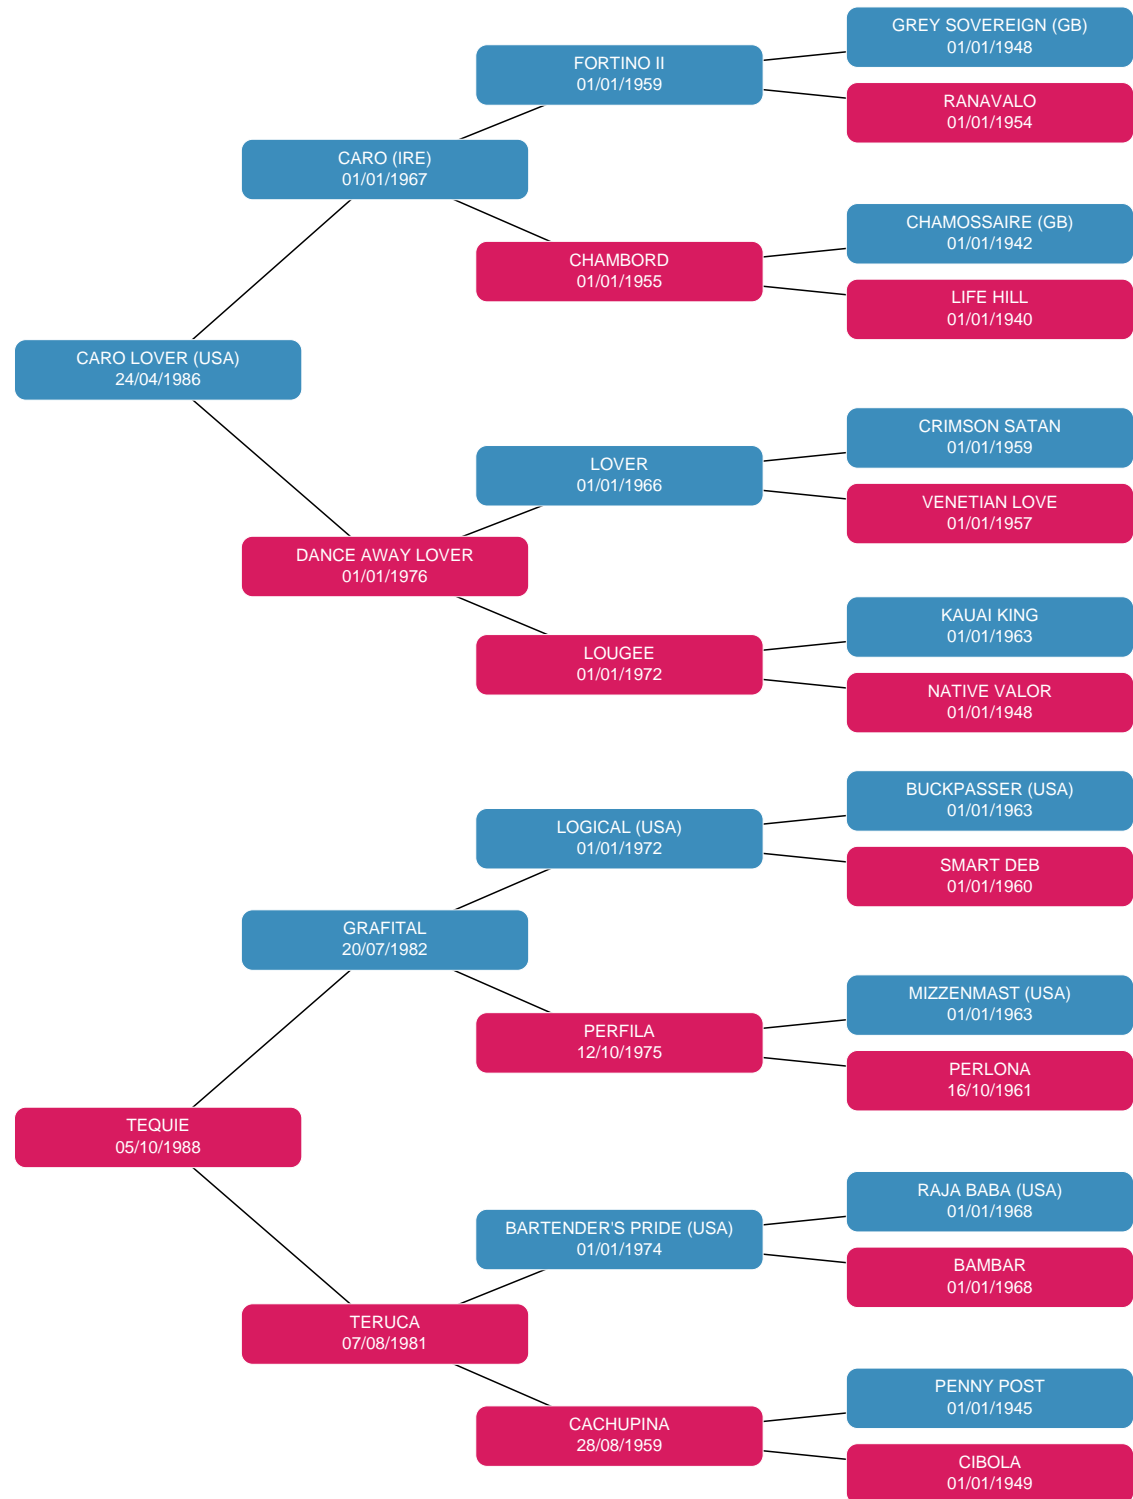 GREY SOVEREIGN (GB)
01/01/1948
FORTINO II
01/01/1959
RANAVALO
01/01/1954
CARO (IRE)
01/01/1967
CHAMOSSAIRE (GB)
01/01/1942
CHAMBORD
01/01/1955
LIFE HILL
01/01/1940
CARO LOVER (USA)
24/04/1986
CRIMSON SATAN
01/01/1959
LOVER
01/01/1966
VENETIAN LOVE
01/01/1957
DANCE AWAY LOVER
01/01/1976
KAUAI KING
01/01/1963
LOUGEE
01/01/1972
NATIVE VALOR
01/01/1948
BUCKPASSER (USA)
01/01/1963
LOGICAL (USA)
01/01/1972
SMART DEB
01/01/1960
GRAFITAL
20/07/1982
MIZZENMAST (USA)
01/01/1963
PERFILA
12/10/1975
PERLONA
16/10/1961
TEQUIE
05/10/1988
RAJA BABA (USA)
01/01/1968
BARTENDER'S PRIDE (USA)
01/01/1974
BAMBAR
01/01/1968
TERUCA
07/08/1981
PENNY POST
01/01/1945
CACHUPINA
28/08/1959
CIBOLA
01/01/1949